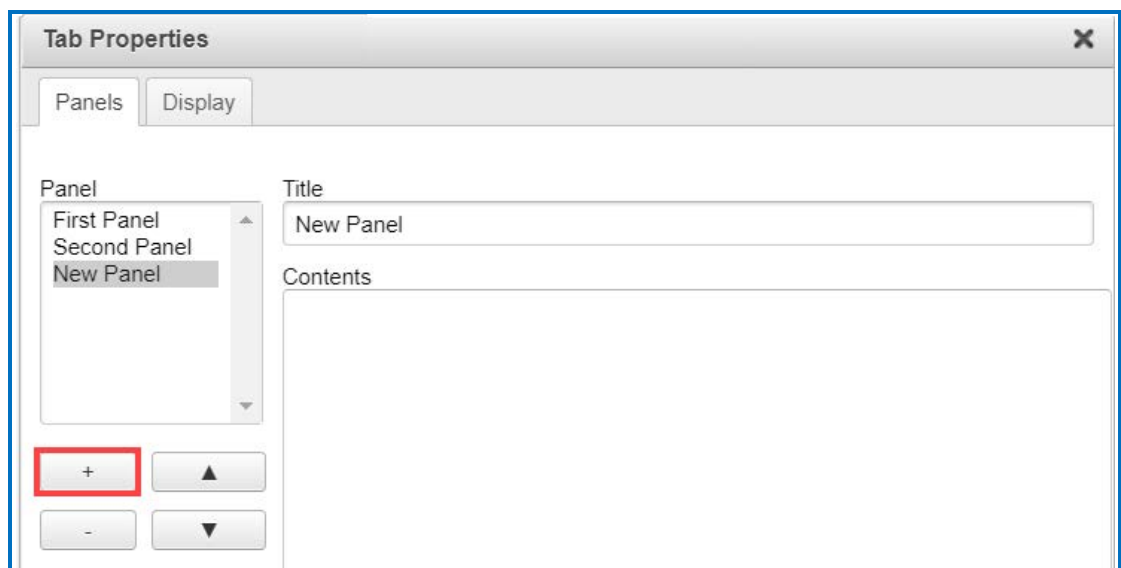 Tab Properties
Panels Display
Panel
First Panel
Second Panel
New Panel
Title
New Panel
Contents
+
-